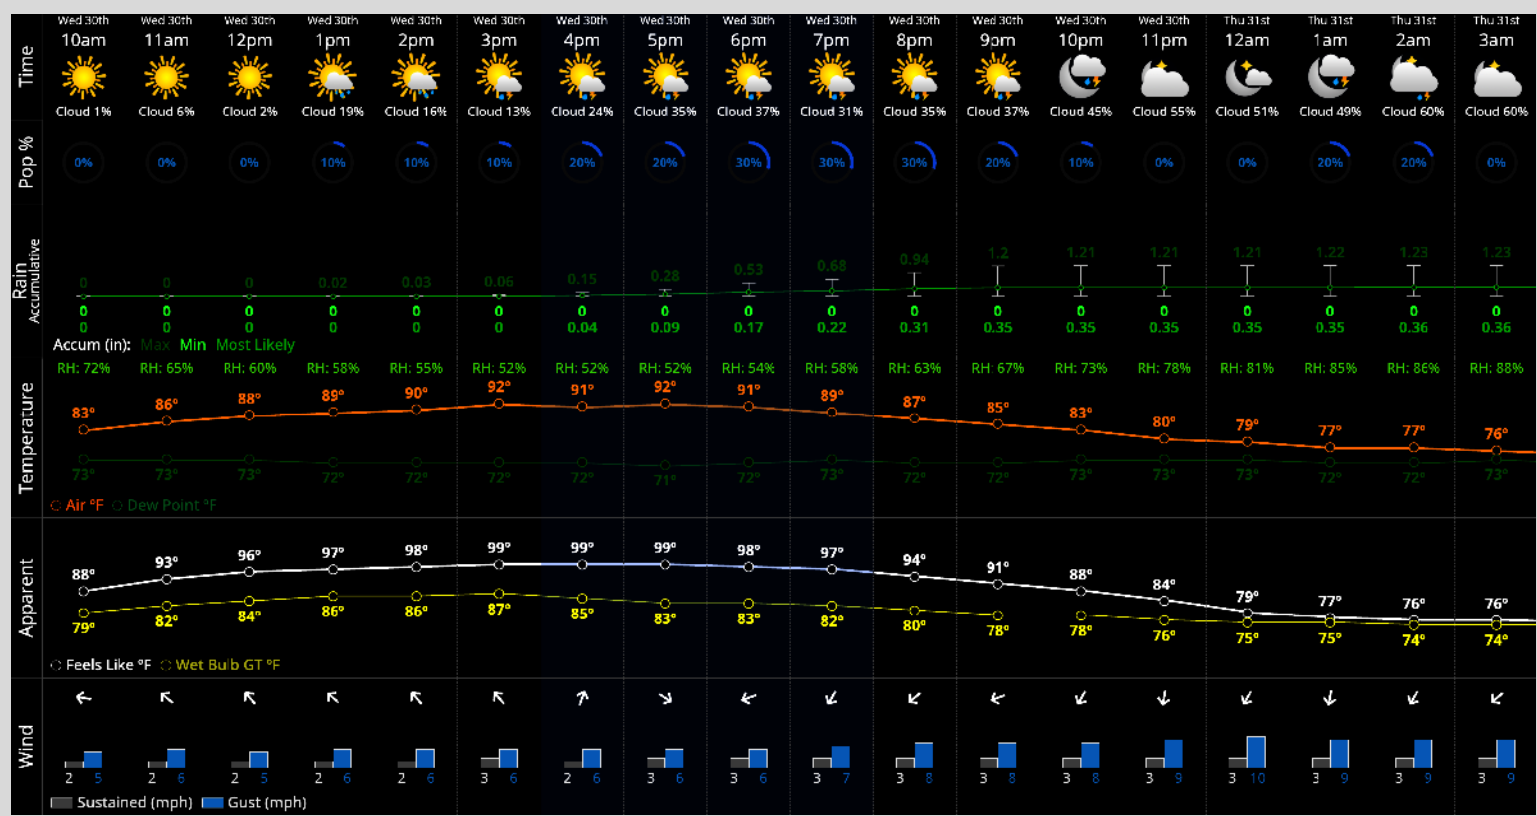 Wed 30th Wed 30th Wed 30th Wed 30th Wed 30th Wed 30th Wed 30th Wed 30th Wed 30th Wed 30th Wed 30th Wed 30th Wed 30th Wed 30th Thu 31st Thu 31st Thu 31st Thu 31st
10am 11am 12pm 1pm 2pm 3pm 4pm 5pm 6pm 7pm 8pm 9pm 10pm 11pm 12am 1am 2am 3am
Time
Cloud 1% Cloud 6% Cloud 2% Cloud 19% Cloud 16% Cloud 13% Cloud 24% Cloud 35% Cloud 37% Cloud 31% Cloud 35% Cloud 37% Cloud 45% Cloud 55% Cloud 51% Cloud 49% Cloud 60% Cloud 60%
Pop %
0% 0% 0% 10% 10% 10% 20% 20% 30% 30% 30% 20% 10% 0% 0% 20% 20% 0%
Rain
Accumulative
0 0 0 0.02 0.03 0.06 0.15 0.28 0.53 0.68 0.94 1.2 1.21 1.21 1.21 1.22 1.23 1.23
0 0 0 0 0 0 0 0 0 0 0 0 0 0 0 0 0 0
0 0 0 0 0 0 0.04 0.09 0.17 0.22 0.31 0.35 0.35 0.35 0.35 0.35 0.36 0.36
Accum (in): Max Min Most Likely
RH: 72% RH: 65% RH: 60% RH: 58% RH: 55% RH: 52% RH: 52% RH: 52% RH: 54% RH: 58% RH: 63% RH: 67% RH: 73% RH: 78% RH: 81% RH: 85% RH: 86% RH: 88%
Temperature
83° 86° 88° 89° 90° 92° 91° 92° 91° 89° 87° 85° 83° 80° 79° 77° 77° 76°
73° 73° 73° 72° 72° 72° 72° 71° 72° 73° 72° 72° 73° 73° 73° 72° 72° 73°
Air °F Dew Point °F
Apparent
88° 93° 96° 97° 98° 99° 99° 99° 98° 97° 94° 91° 88° 84° 79° 77° 76° 76°
79° 82° 84° 86° 86° 87° 85° 83° 83° 82° 80° 78° 78° 76° 75° 75° 74° 74°
Feels Like °F Wet Bulb GT °F
Wind
2 5 2 6 2 5 2 6 2 6 3 6 2 6 3 6 3 6 3 7 3 8 3 8 3 8 3 9 3 10 3 9 3 9 3 9
Sustained (mph) Gust (mph)